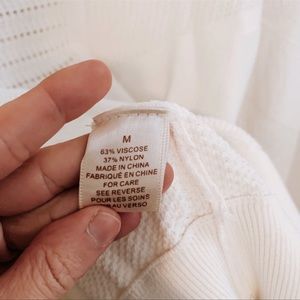 M
63% VISCOSE
37% NYLON
MADE IN CHINA
FABRIQUÉ EN CHINE
FOR CARE
SEE REVERSE
POUR LES SOINS
AU VERSO